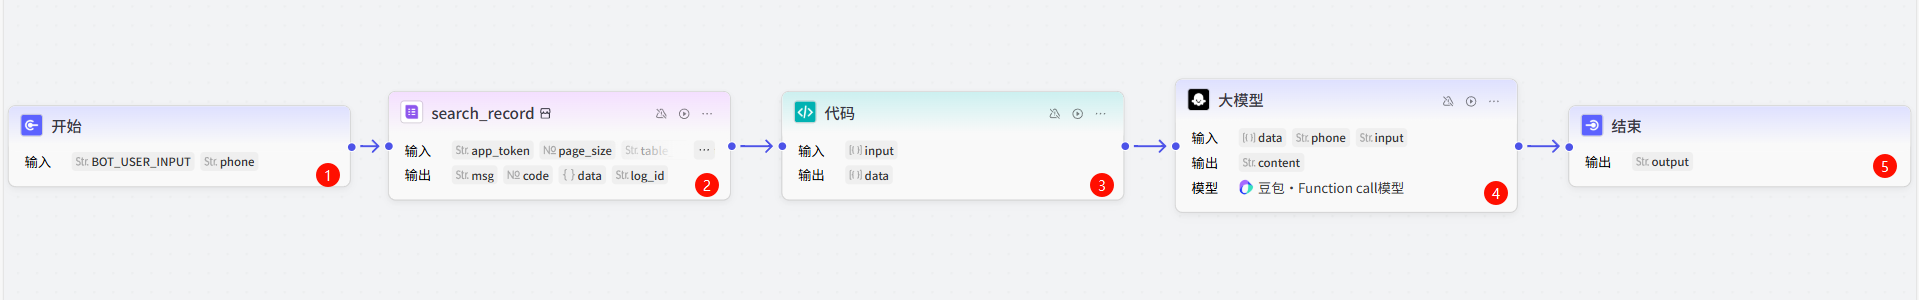 开始
输入 Str. BOT_USER_INPUT Str. phone
1
search_record
输入 Str. app_token № page_size Str. table ...
输出 Str. msg № code { } data Str. log_id
2
代码
输入 [( )] input
输出 [( )] data
3
大模型
输入 [( )] data Str. phone Str. input
输出 Str. content
模型 豆包·Function call模型
4
结束
输出 Str. output
5